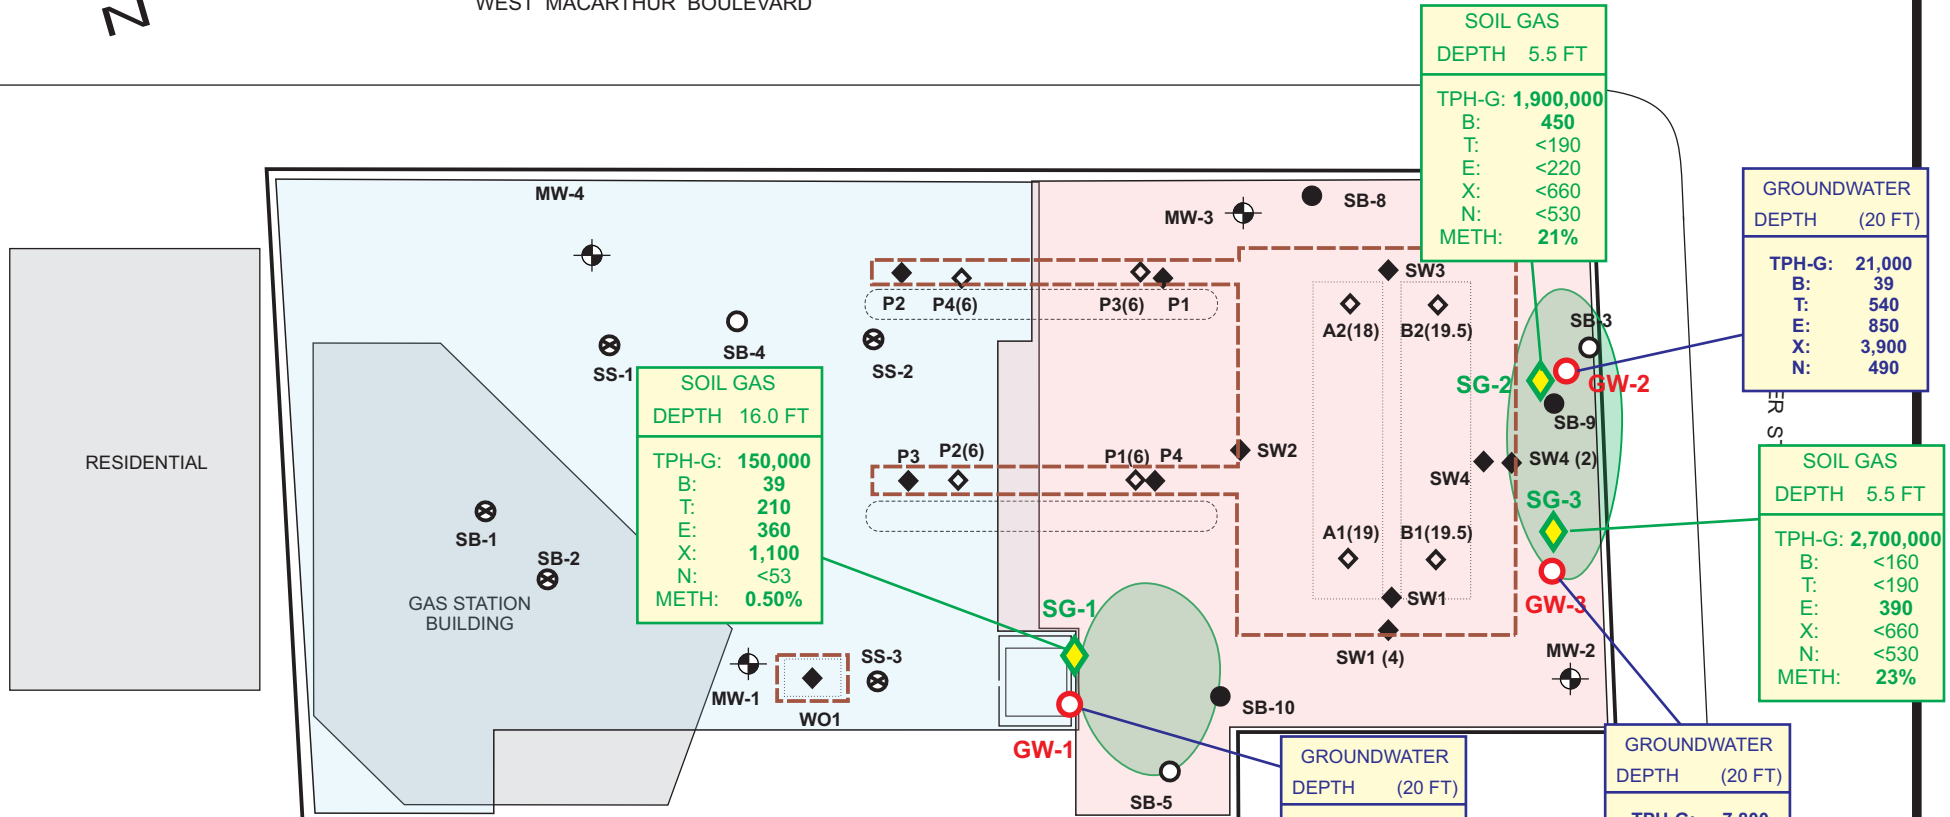 N
WEST MACARTHUR BOULEVARD
SOIL GAS
DEPTH 5.5 FT
TPH-G: 1,900,000
B: 450
T: <190
E: <220
X: <660
N: <530
METH: 21%
GROUNDWATER
DEPTH (20 FT)
TPH-G: 21,000
B: 39
T: 540
E: 850
X: 3,900
N: 490
MW-4
MW-3
SB-8
SW3
P2
P4(6)
P3(6)
P1
A2(18)
B2(19.5)
SB-3
SB-4
SS-1
SS-2
SG-2
GW-2
SB-9
ER S
SOIL GAS
DEPTH 16.0 FT
TPH-G: 150,000
B: 39
T: 210
E: 360
X: 1,100
N: <53
METH: 0.50%
RESIDENTIAL
P3
P2(6)
P1(6)
P4
SW2
SW4
SW4 (2)
SG-3
SOIL GAS
DEPTH 5.5 FT
TPH-G: 2,700,000
B: <160
T: <190
E: 390
X: <660
N: <530
METH: 23%
SB-1
SB-2
A1(19)
B1(19.5)
GAS STATION
BUILDING
SG-1
SW1
GW-3
SW1 (4)
MW-2
MW-1
SS-3
WO1
SB-10
GW-1
SB-5
GROUNDWATER
DEPTH (20 FT)
GROUNDWATER
DEPTH (20 FT)
TPH-G: 7,800